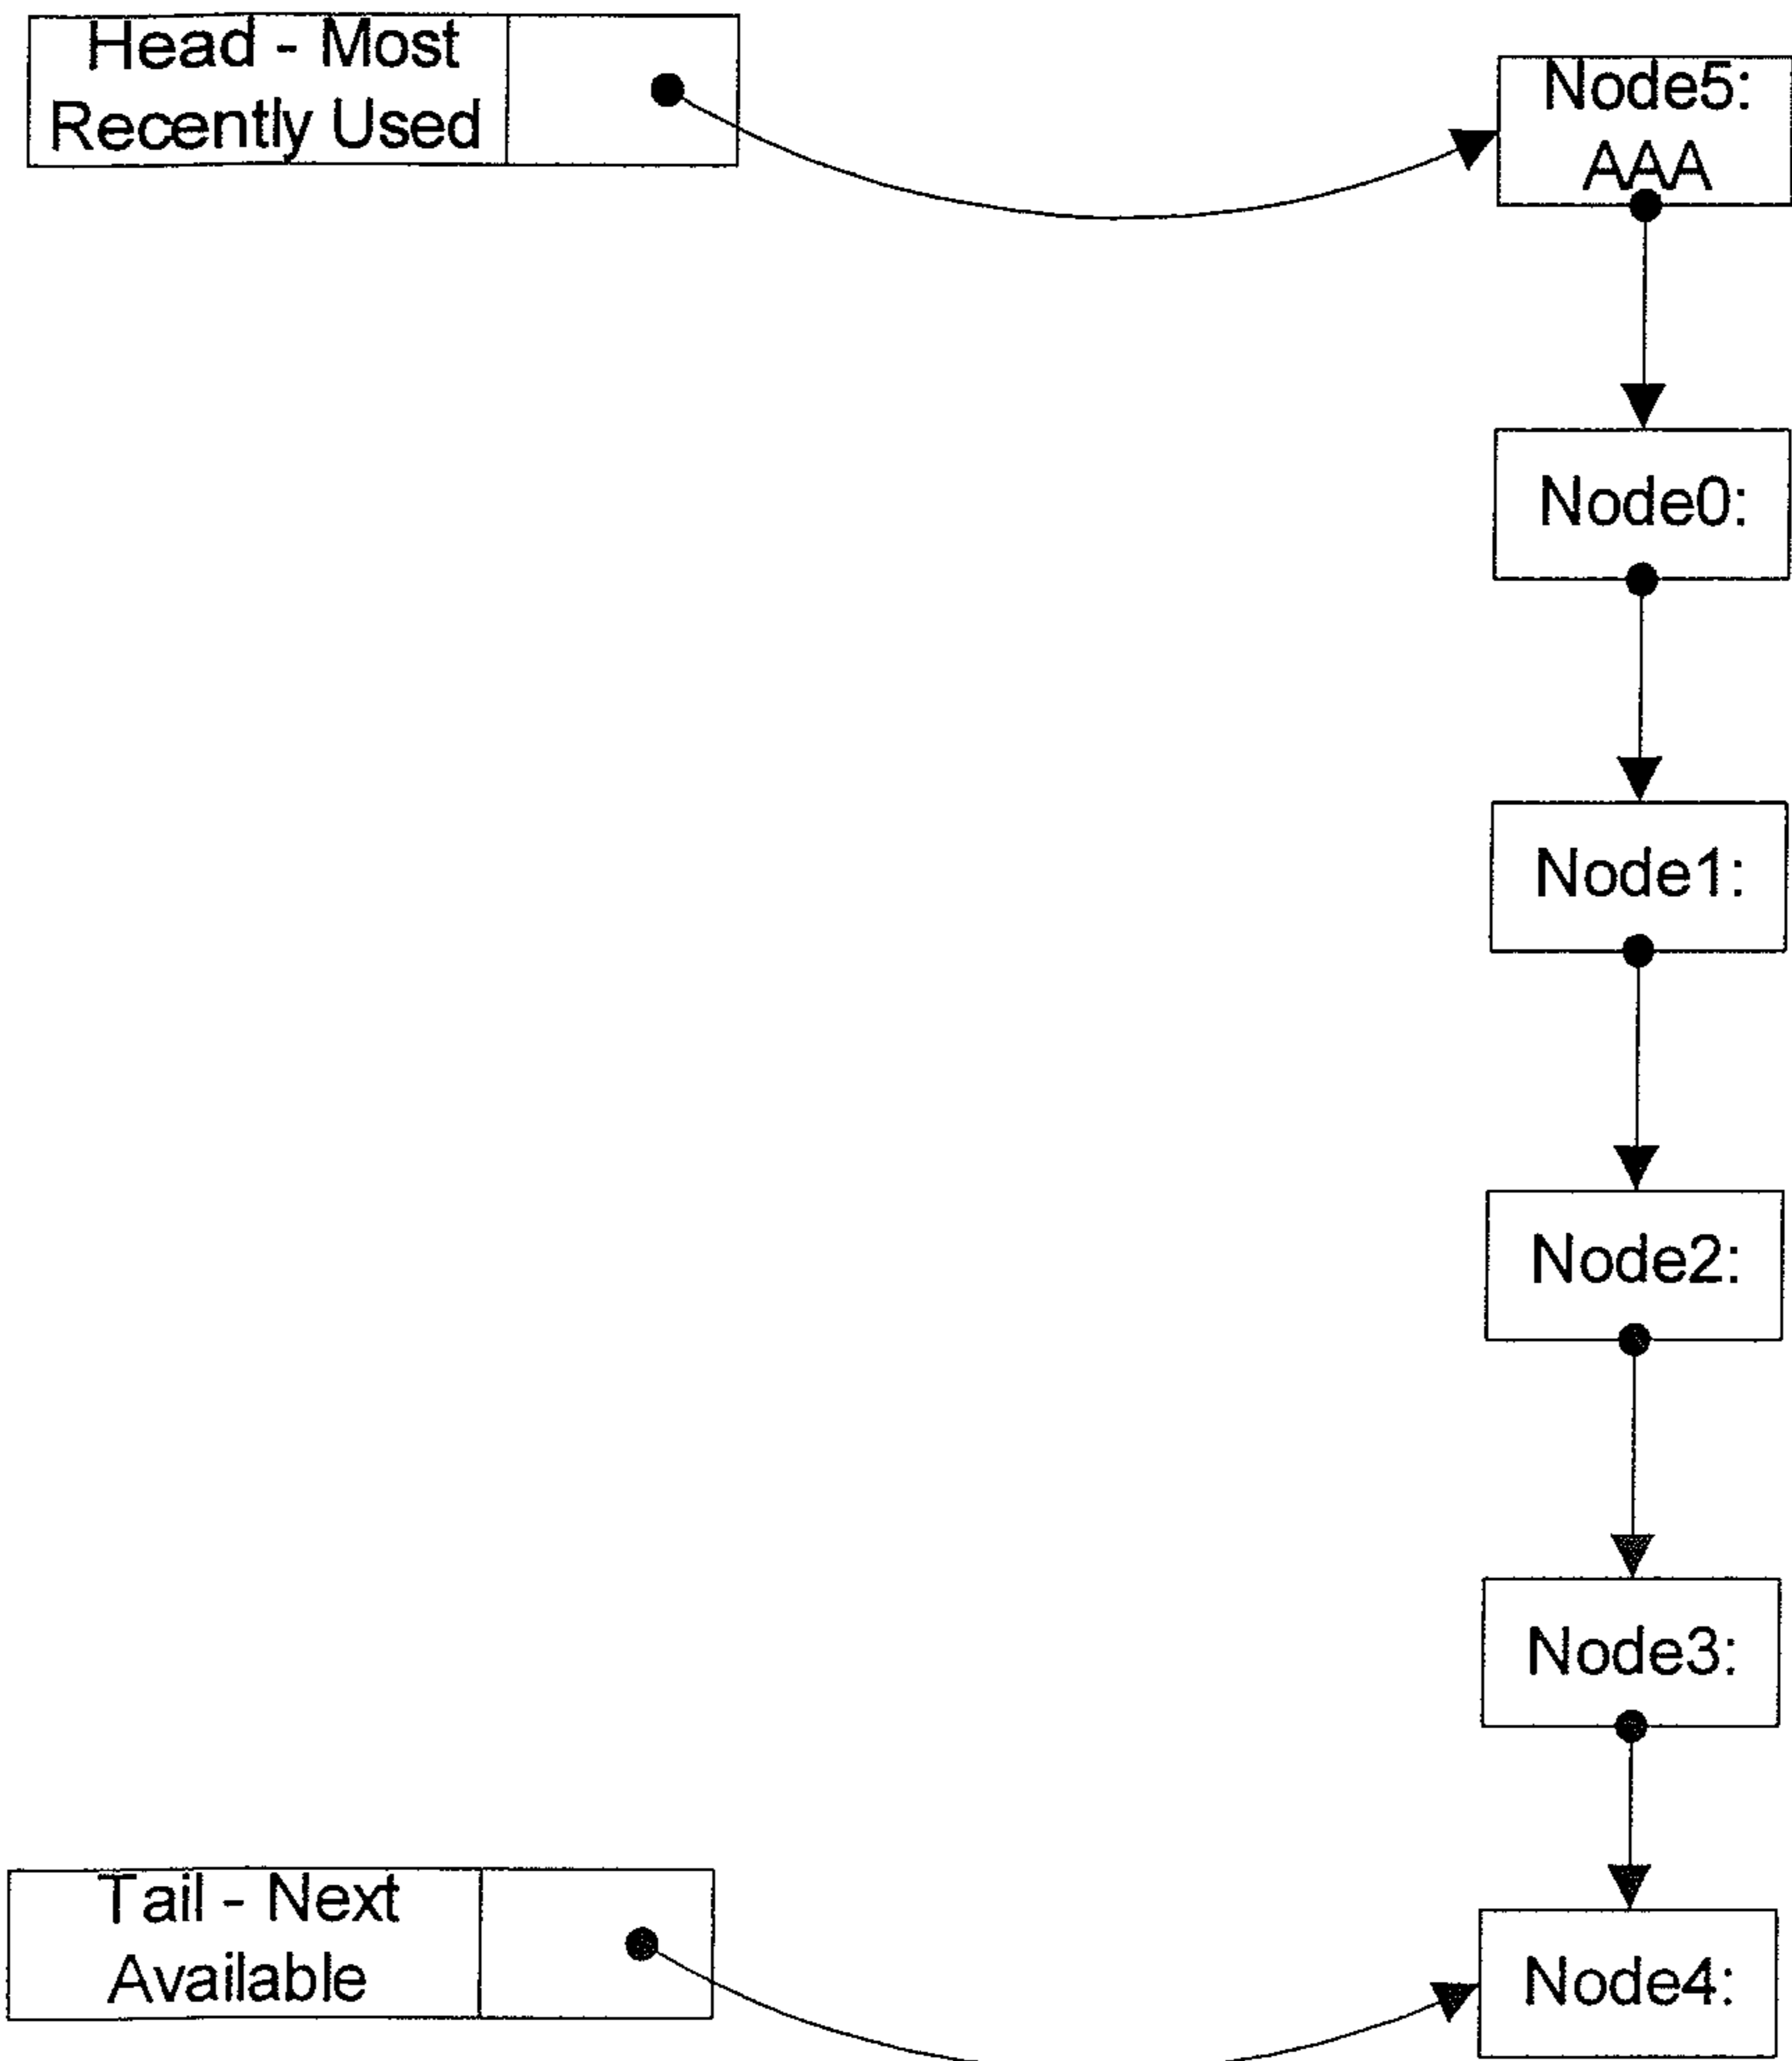 Head - Most
Recently Used
Node5:
AAA
Node0:
Node1:
Node2:
Node3:
Tail - Next
Available
Node4: